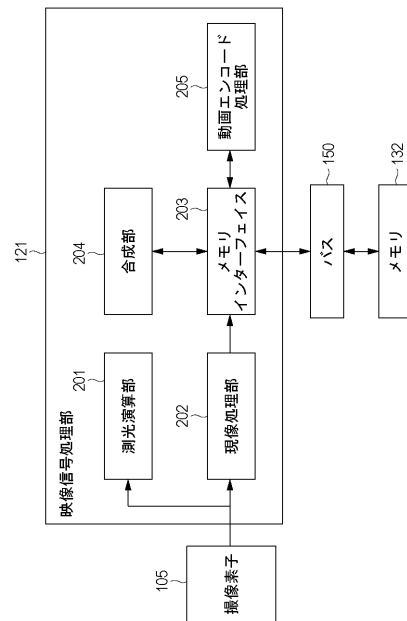 121
映像信号処理部
201
測光演算部
204
合成部
105
撮像素子
202
現像処理部
203
メモリ
インターフェイス
205
動画エンコード
処理部
150
バス
132
メモリ